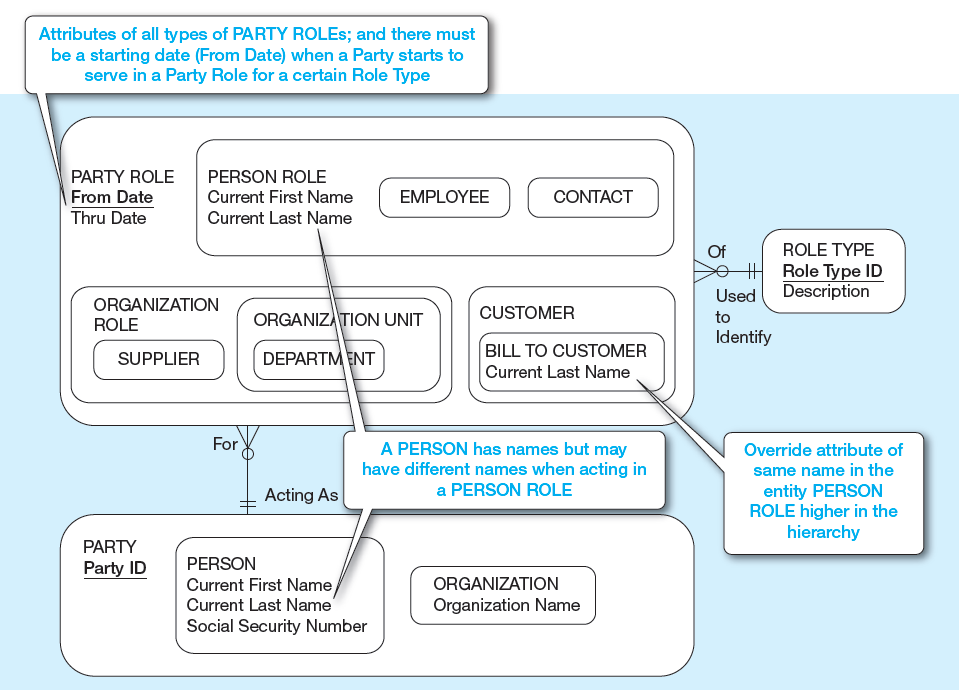 Attributes of all types of PARTY ROLEs; and there must
be a starting date (From Date) when a Party starts to
serve in a Party Role for a certain Role Type
PARTY ROLE
From Date
Thru Date
PERSON ROLE
Current First Name
Current Last Name
EMPLOYEE
CONTACT
Of
Used
to
Identify
ROLE TYPE
Role Type ID
Description
ORGANIZATION
ROLE
SUPPLIER
ORGANIZATION UNIT
DEPARTMENT
CUSTOMER
BILL TO CUSTOMER
Current Last Name
For
Acting As
A PERSON has names but may
have different names when acting in
a PERSON ROLE
Override attribute of
same name in the
entity PERSON
ROLE higher in the
hierarchy
PARTY
Party ID
PERSON
Current First Name
Current Last Name
Social Security Number
ORGANIZATION
Organization Name